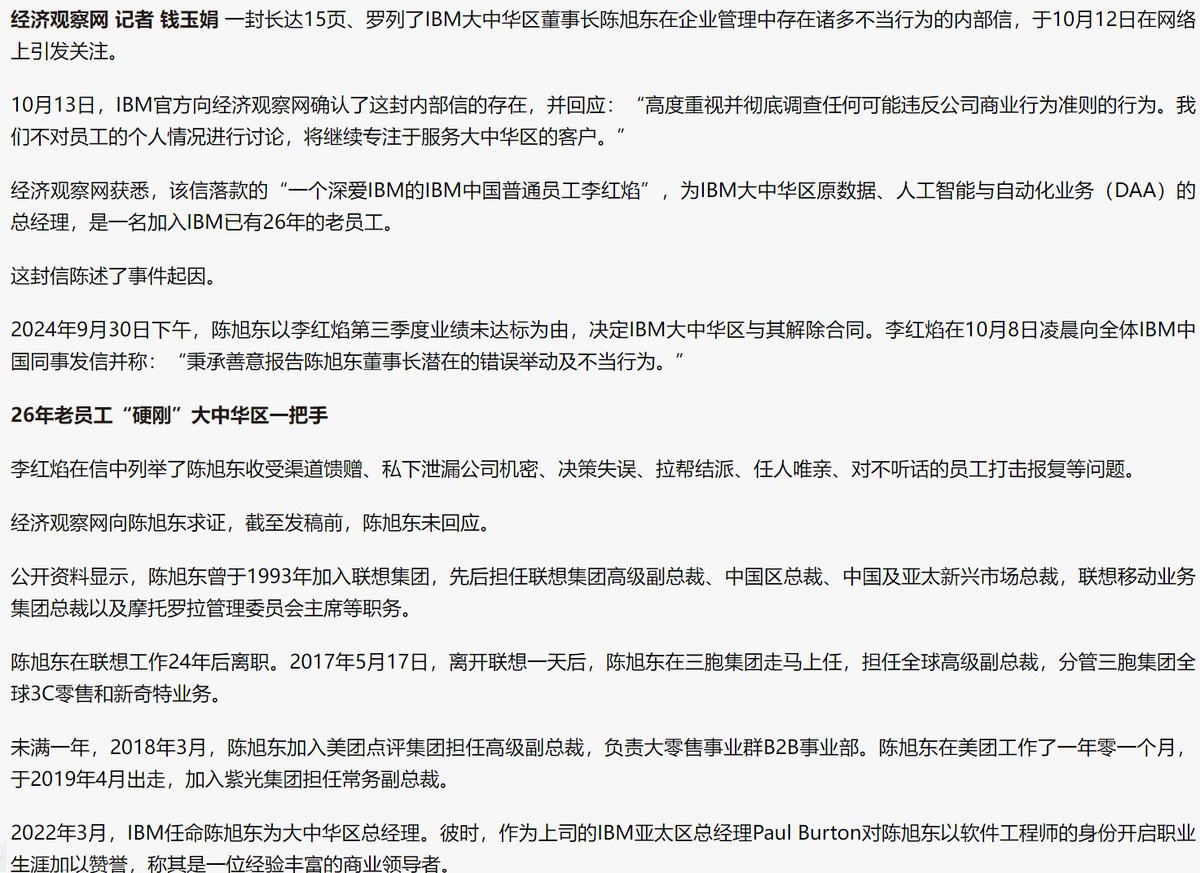 经济观察网 记者 钱玉娟 一封长达15页、罗列了IBM大中华区董事长陈旭东在企业管理中存在诸多不当行为的内部信，于10月12日在网络
上引发关注。
10月13日，IBM官方向经济观察网确认了这封内部信的存在，并回应：“高度重视并彻底调查任何可能违反公司商业行为准则的行为。我
们不对员工的个人情况进行讨论，将继续专注于服务大中华区的客户。”
经济观察网获悉，该信落款的“一个深爱IBM的IBM中国普通员工李红焰”，为IBM大中华区原数据、人工智能与自动化业务（DAA）的
总经理，是一名加入IBM已有26年的老员工。
这封信陈述了事件起因。
2024年9月30日下午，陈旭东以李红焰第三季度业绩未达标为由，决定IBM大中华区与其解除合同。李红焰在10月8日凌晨向全体IBM中
国同事发信并称：“秉承善意报告陈旭东董事长潜在的错误举动及不当行为。”
26年老员工“硬刚”大中华区一把手
李红焰在信中列举了陈旭东收受渠道馈赠、私下泄漏公司机密、决策失误、拉帮结派、任人唯亲、对不听话的员工打击报复等问题。
经济观察网向陈旭东求证，截至发稿前，陈旭东未回应。
公开资料显示，陈旭东曾于1993年加入联想集团，先后担任联想集团高级副总裁、中国区总裁、中国及亚太新兴市场总裁，联想移动业务
集团总裁以及摩托罗拉管理委员会主席等职务。
陈旭东在联想工作24年后离职。2017年5月17日，离开联想一天后，陈旭东在三胞集团走马上任，担任全球高级副总裁，分管三胞集团全
球3C零售和新奇特业务。
未满一年，2018年3月，陈旭东加入美团点评集团担任高级副总裁，负责大零售事业群B2B事业部。陈旭东在美团工作了一年零一个月，
于2019年4月出走，加入紫光集团担任常务副总裁。
2022年3月，IBM任命陈旭东为大中华区总经理。彼时，作为上司的IBM亚太区总经理Paul Burton对陈旭东以软件工程师的身份开启职业
生涯加以赞誉，称其是一位经验丰富的商业领导者。